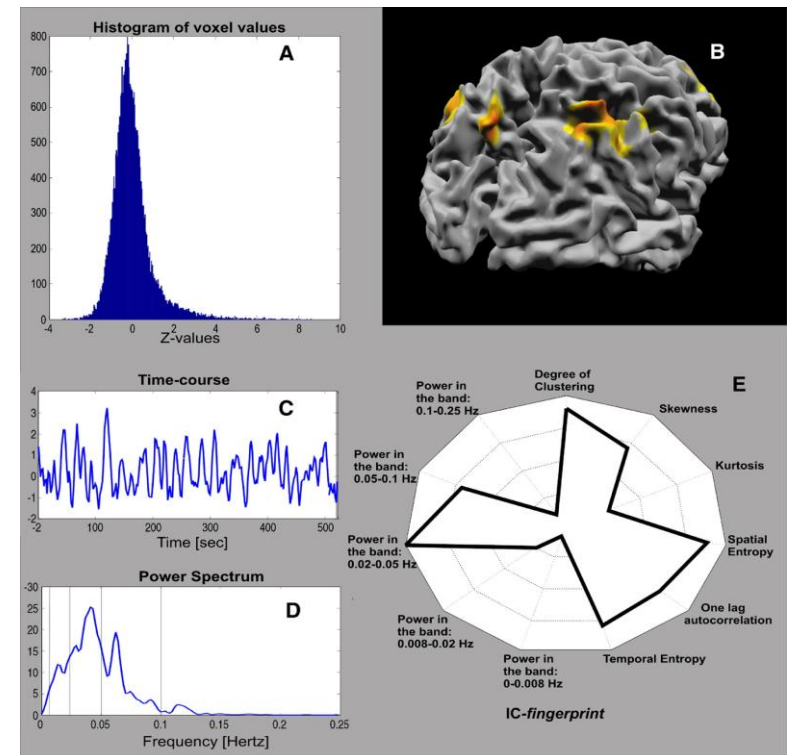 Histogram of voxel values
A
800
700
600
500
400
300
200
100
0
-4 -2 0 2 4 6 8 10
Z-values
B
Time-course
C
4
3
2
1
0
-1
-2
-2 100 200 300 400 500
Time [sec]
Power Spectrum
D
-30
25
20
15
10
5
0
0 0.05 0.1 0.15 0.2 0.25
Frequency [Hertz]
E
Degree of
Clustering
Skewness
Kurtosis
Spatial
Entropy
One lag
autocorrelation
Temporal Entropy
Power in
the band:
0-0.008 Hz
Power in
the band:
0.008-0.02 Hz
Power in
the band:
0.02-0.05 Hz
Power in
the band:
0.05-0.1 Hz
Power in
the band:
0.1-0.25 Hz
IC-fingerprint